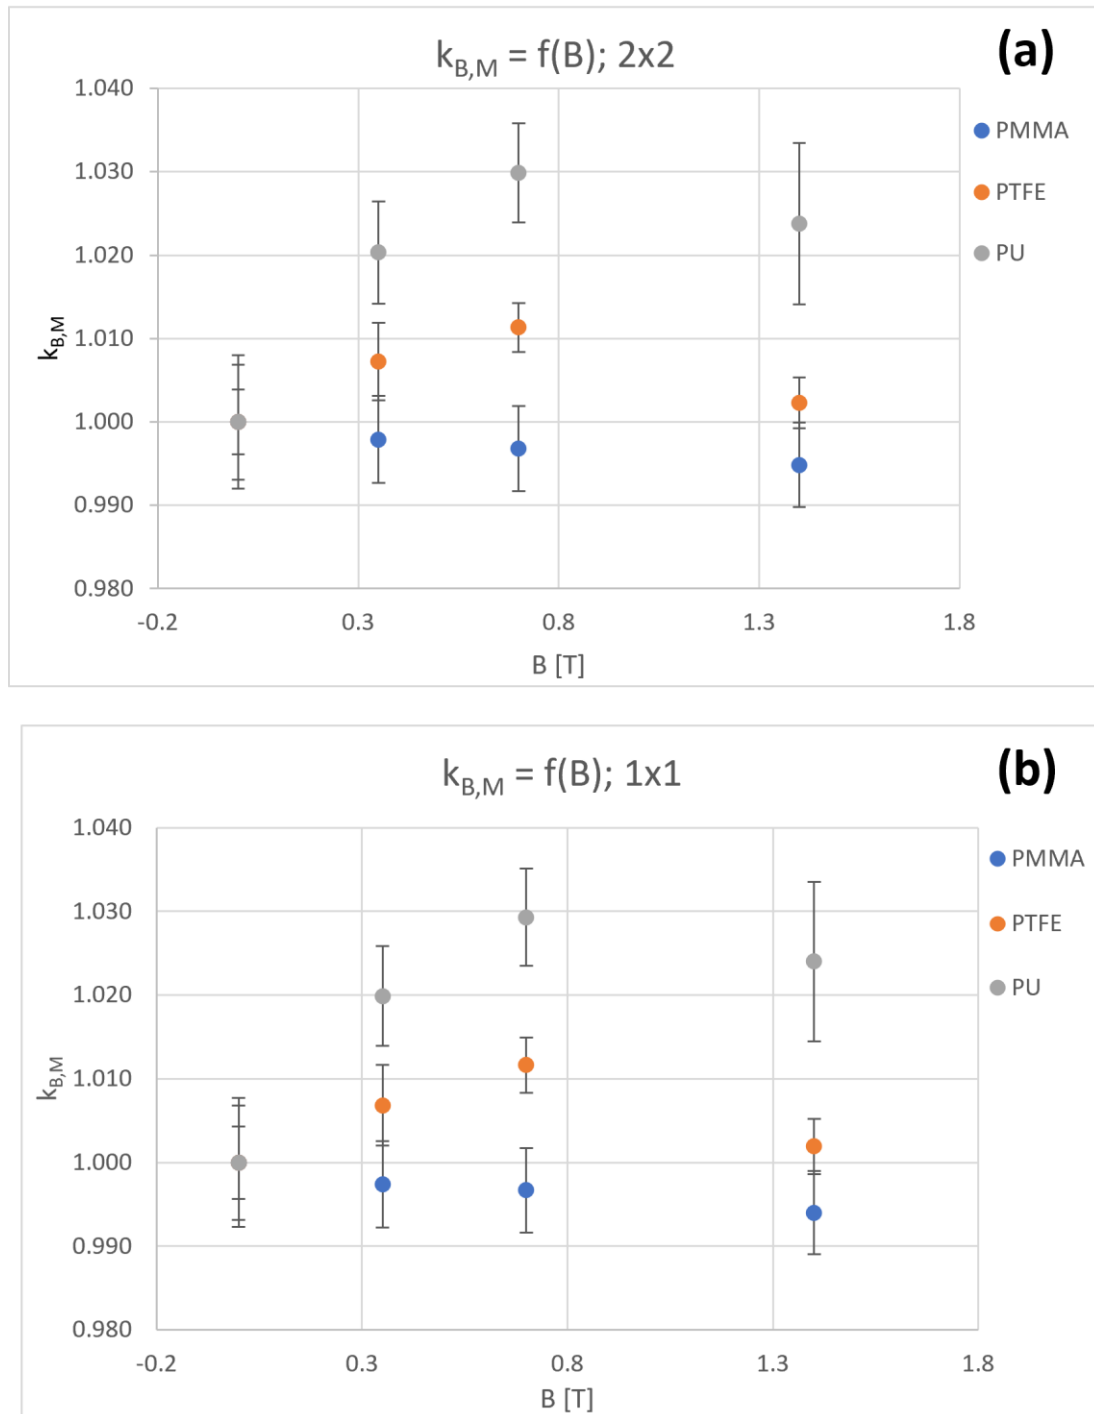 k_B,M = f(B); 2x2
(a)
1.040
1.030
1.020
1.010
1.000
0.990
0.980
k_B,M
-0.2 0.3 0.8 1.3 1.8
B [T]
PMMA
PTFE
PU
k_B,M = f(B); 1x1
(b)
1.040
1.030
1.020
1.010
1.000
0.990
0.980
k_B,M
-0.2 0.3 0.8 1.3 1.8
B [T]
PMMA
PTFE
PU